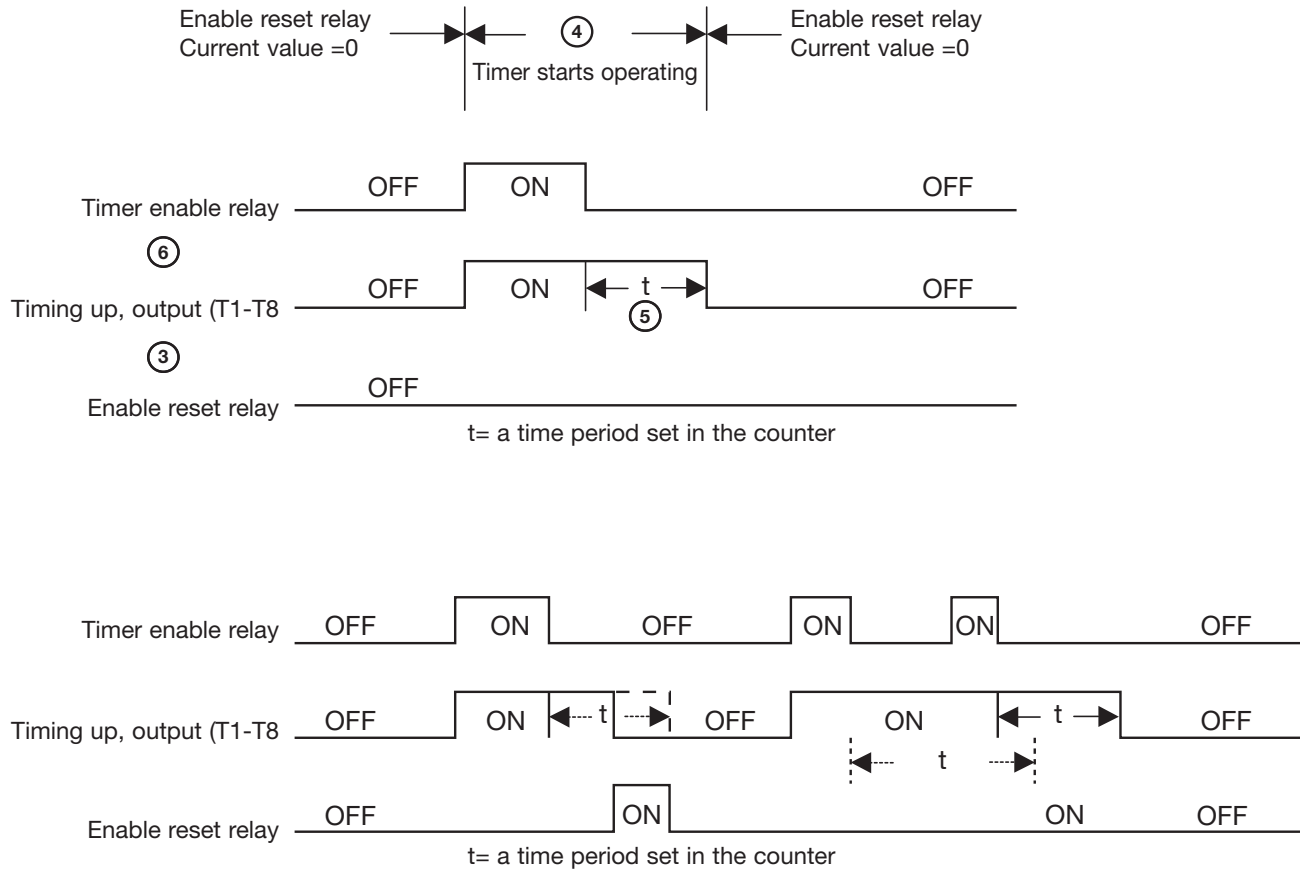 Enable reset relay
Current value =0
④
Timer starts operating
Enable reset relay
Current value =0
Timer enable relay
OFF
ON
OFF
⑥
Timing up, output (T1-T8
OFF
ON
t
⑤
OFF
③
Enable reset relay
OFF
t= a time period set in the counter
Timer enable relay
OFF
ON
OFF
ON
ON
OFF
Timing up, output (T1-T8
OFF
ON
t
OFF
ON
t
OFF
t
Enable reset relay
OFF
ON
ON
OFF
t= a time period set in the counter